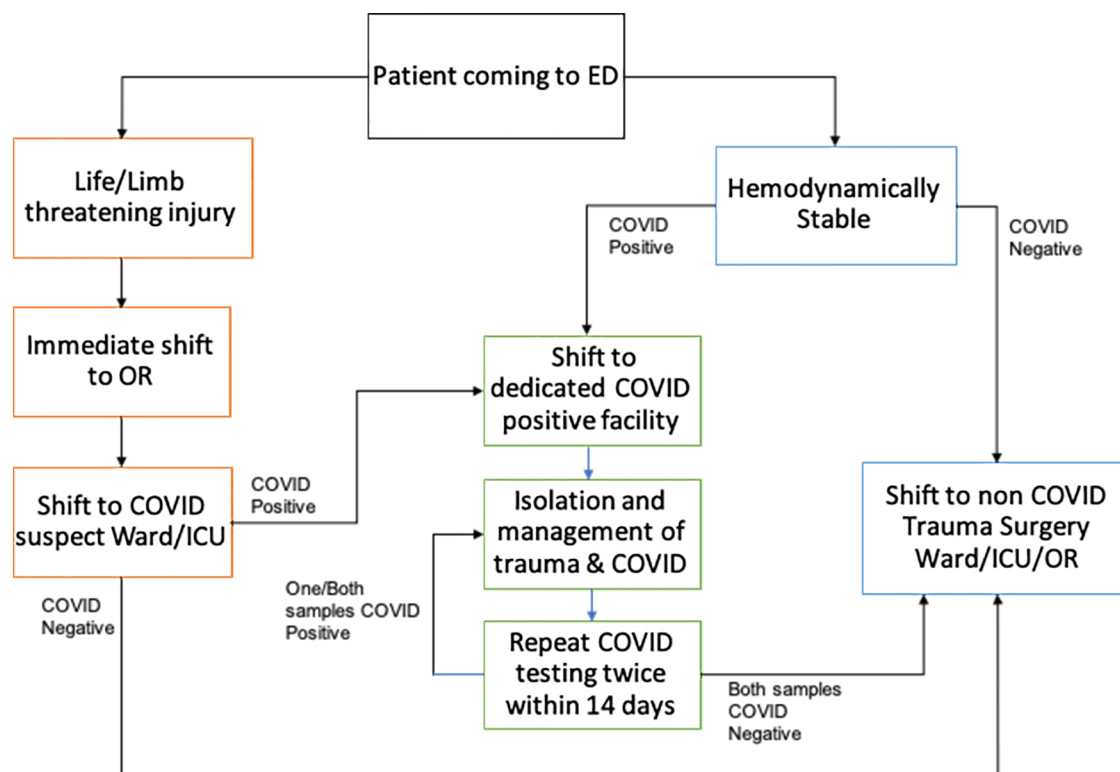 Patient coming to ED
Life/Limb
threatening injury
Hemodynamically
Stable
COVID
Positive
COVID
Negative
Immediate shift
to OR
Shift to
dedicated COVID
positive facility
Shift to COVID
suspect Ward/ICU
COVID
Positive
Isolation and
management of
trauma & COVID
Shift to non COVID
Trauma Surgery
Ward/ICU/OR
COVID
Negative
One/Both
samples COVID
Positive
Repeat COVID
testing twice
within 14 days
Both samples
COVID
Negative